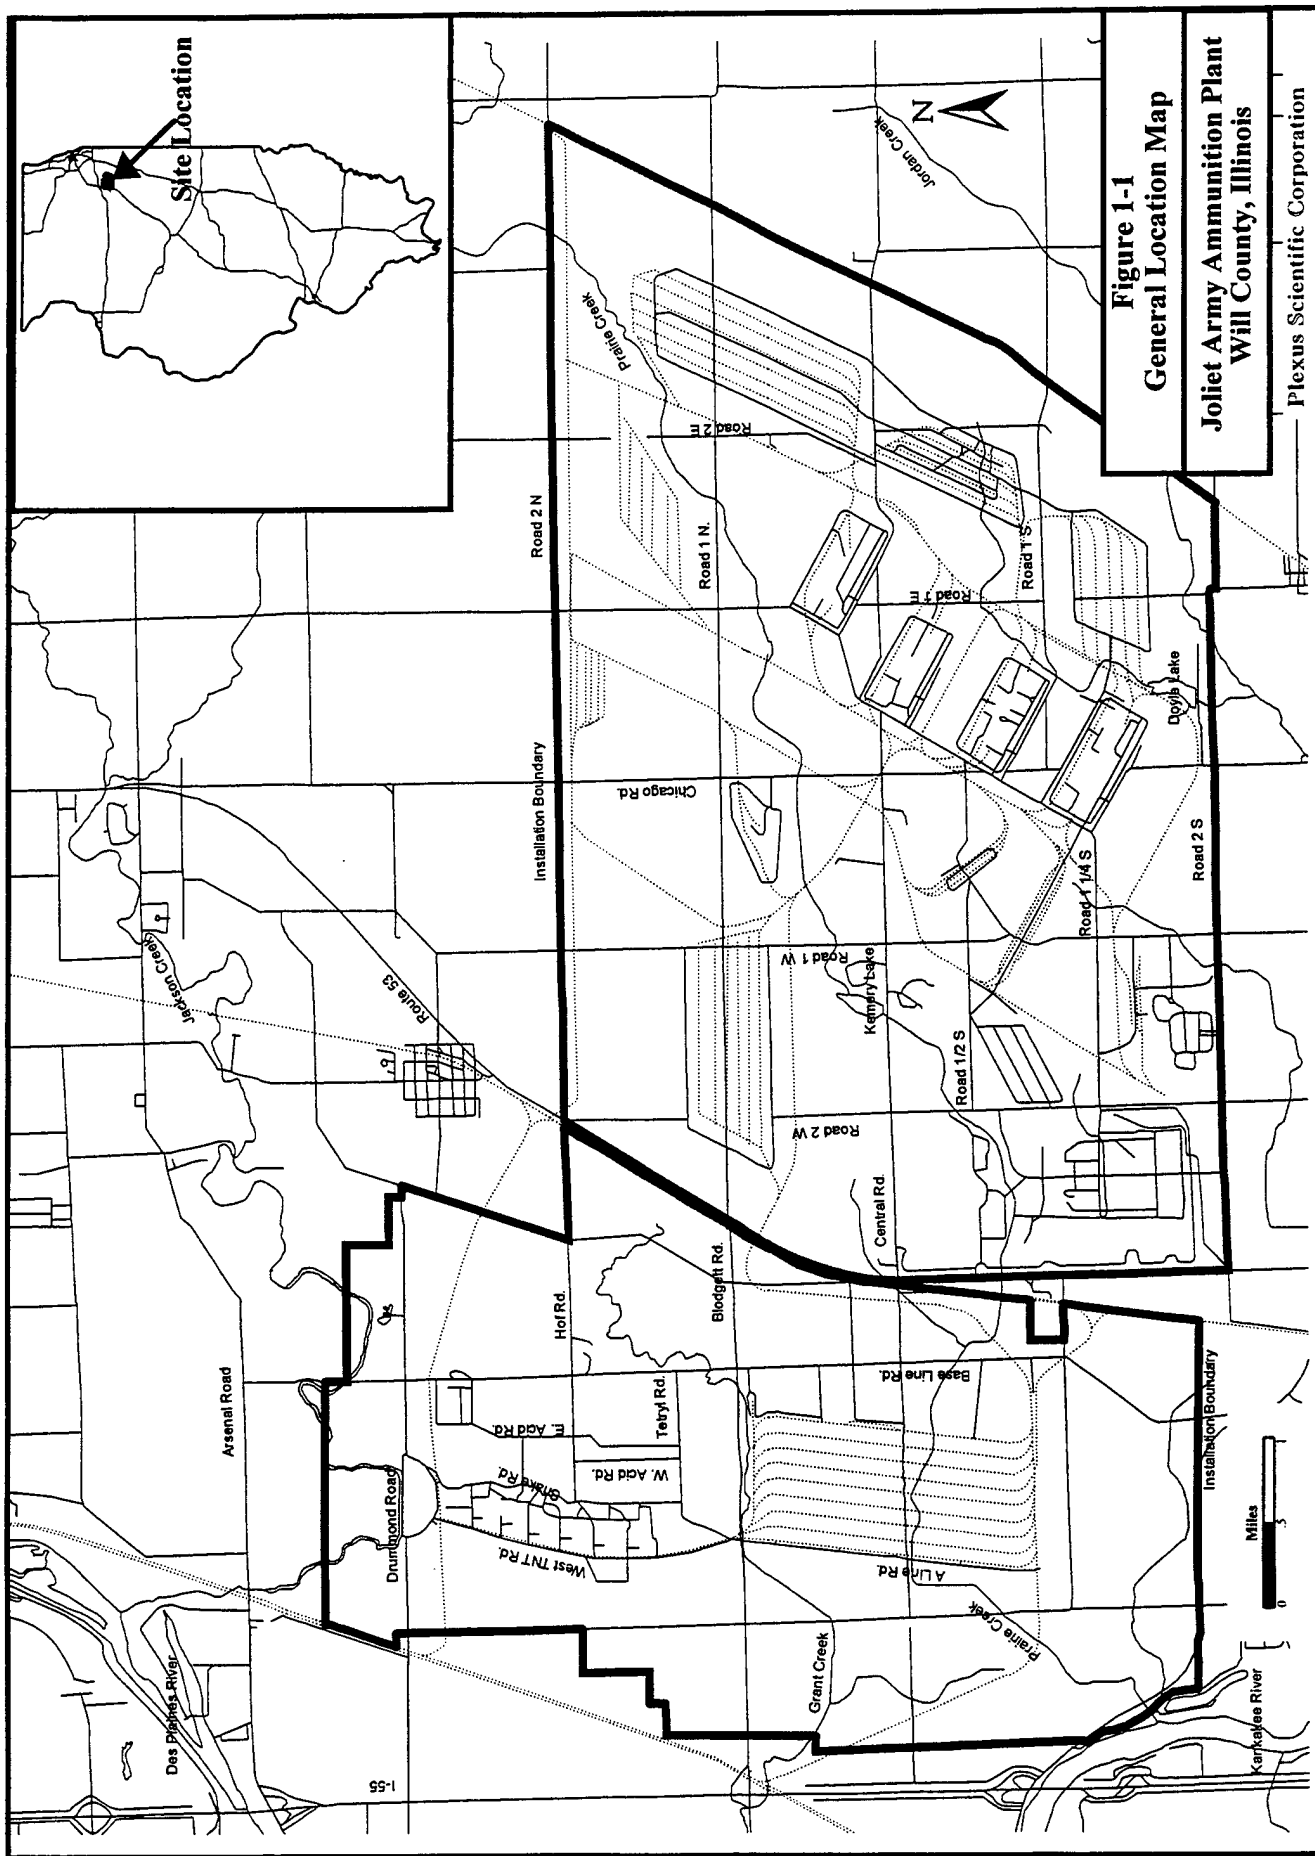 Site Location
N
Figure 1-1
General Location Map
Joliet Army Ammunition Plant
Will County, Illinois
Plexus Scientific Corporation
Jordan Creek
Prairie Creek
Road 2 E
Road 2 N
Road 1 N.
Road 1 S
Road 1 E
Doyle Lake
Installation Boundary
Chicago Rd.
Road 2 S
Road 1 1/4 S
Road 1 W
Kemery Lake
Road 1/2 S
Jackson Creek
Route 53
Road 2 W
Central Rd.
Blodgett Rd.
Hof Rd.
Arsenal Road
Base Line Rd.
Tetryl Rd.
E. Acid Rd.
W. Acid Rd.
Snake Rd.
Drummond Road
West TNT Rd.
A Line Rd.
Installation Boundary
Miles
0 .5 1
Prairie Creek
Grant Creek
Des Plaines River
Kankakee River
I-55